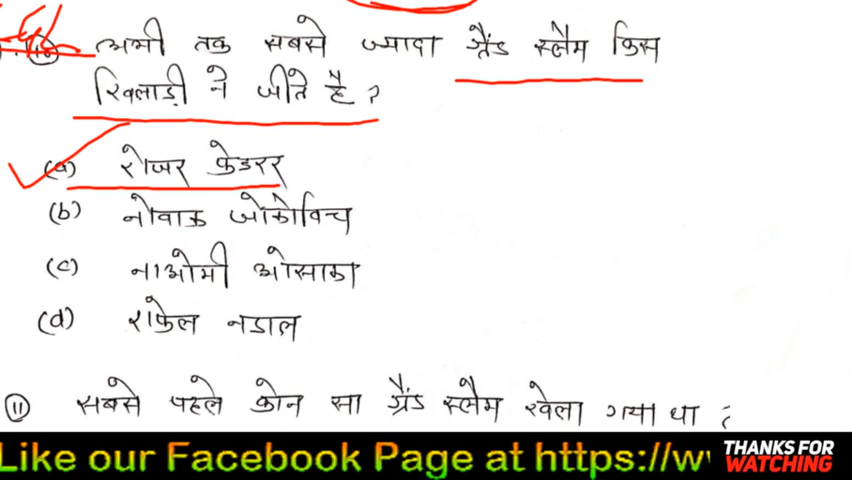 अभी तक सबसे ज्यादा ग्रैंड स्लैम किस
खिलाड़ी ने जीते है ?
(a) रोजर फेडरर
(b) नोवाक जोकोविच
(c) नाओमी ओसाका
(d) राफेल नडाल
11 सबसे पहले कोन सा ग्रैंड स्लैम खेला गया था ?
Like our Facebook Page at https://w
THANKS FOR
WATCHING